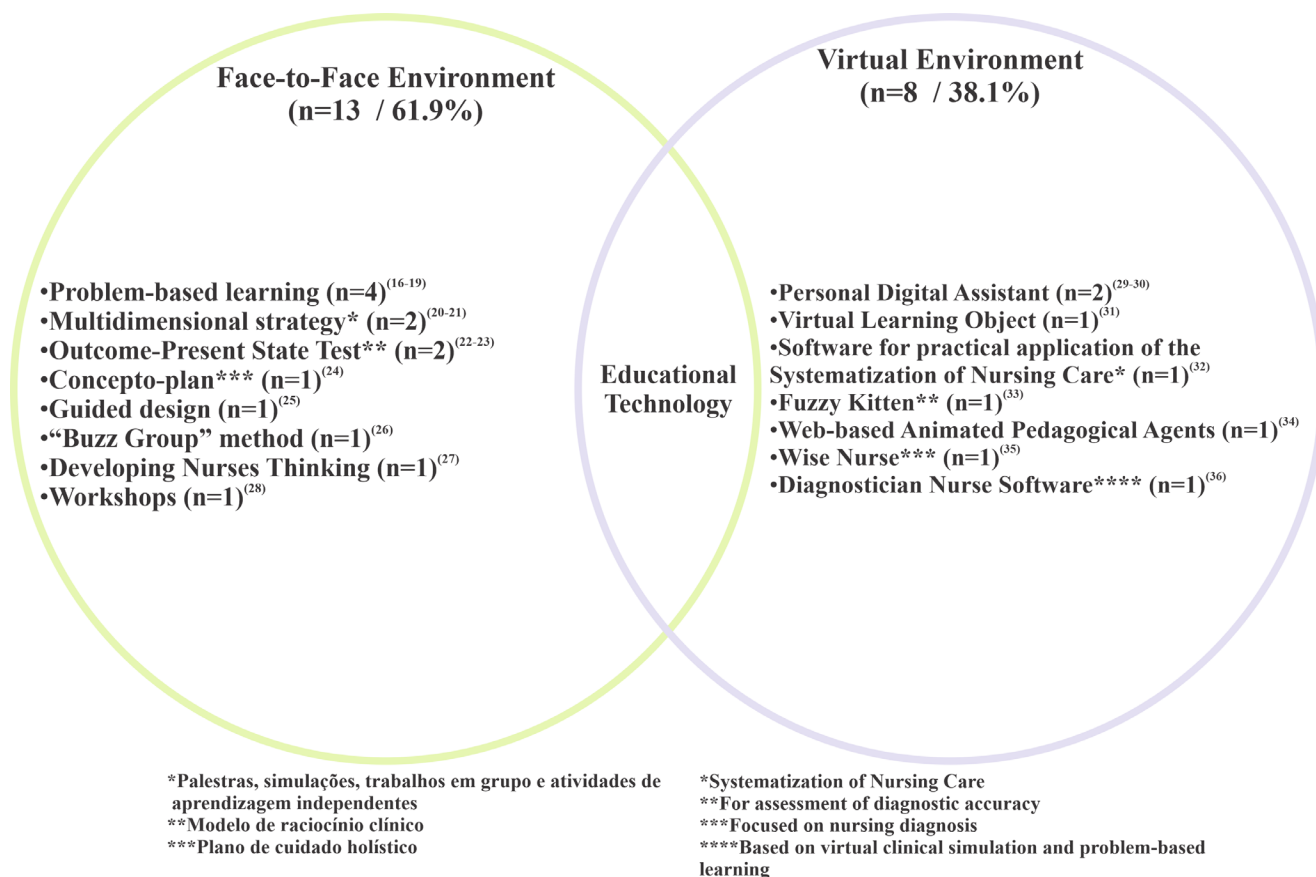 Face-to-Face Environment
(n=13 / 61.9%)
•Problem-based learning (n=4)(16-19)
•Multidimensional strategy* (n=2)(20-21)
•Outcome-Present State Test** (n=2)(22-23)
•Concepto-plan*** (n=1)(24)
•Guided design (n=1)(25)
•“Buzz Group” method (n=1)(26)
•Developing Nurses Thinking (n=1)(27)
•Workshops (n=1)(28)
Educational
Technology
Virtual Environment
(n=8 / 38.1%)
•Personal Digital Assistant (n=2)(29-30)
•Virtual Learning Object (n=1)(31)
•Software for practical application of the
Systematization of Nursing Care* (n=1)(32)
•Fuzzy Kitten** (n=1)(33)
•Web-based Animated Pedagogical Agents (n=1)(34)
•Wise Nurse*** (n=1)(35)
•Diagnostician Nurse Software**** (n=1)(36)
*Palestras, simulações, trabalhos em grupo e atividades de
aprendizagem independentes
**Modelo de raciocínio clínico
***Plano de cuidado holístico
*Systematization of Nursing Care
**For assessment of diagnostic accuracy
***Focused on nursing diagnosis
****Based on virtual clinical simulation and problem-based
learning